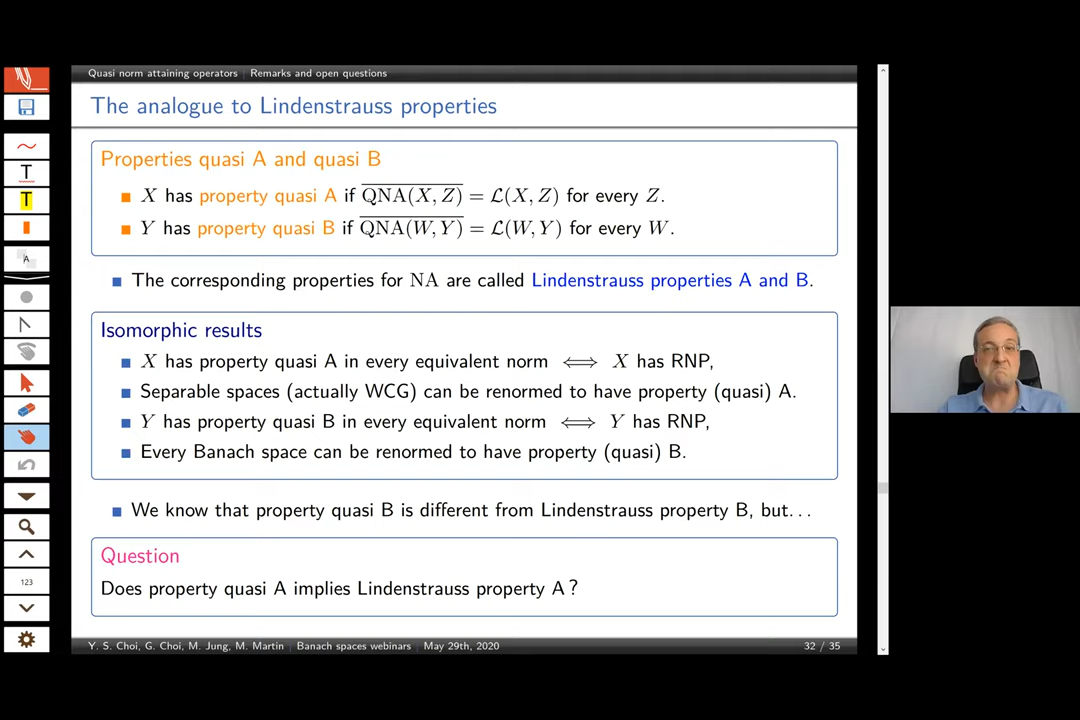 Quasi norm attaining operators | Remarks and open questions
The analogue to Lindenstrauss properties
Properties quasi A and quasi B
X has property quasi A if \overline{QNA(X, Z)} = ℒ(X, Z) for every Z.
Y has property quasi B if \overline{QNA(W, Y)} = ℒ(W, Y) for every W.
The corresponding properties for NA are called Lindenstrauss properties A and B.
Isomorphic results
X has property quasi A in every equivalent norm ⟺ X has RNP,
Separable spaces (actually WCG) can be renormed to have property (quasi) A.
Y has property quasi B in every equivalent norm ⟺ Y has RNP,
Every Banach space can be renormed to have property (quasi) B.
We know that property quasi B is different from Lindenstrauss property B, but...
Question
Does property quasi A implies Lindenstrauss property A?
Y. S. Choi, G. Choi, M. Jung, M. Martin | Banach spaces webinars | May 29th, 2020 32 / 35
T
T
A
123